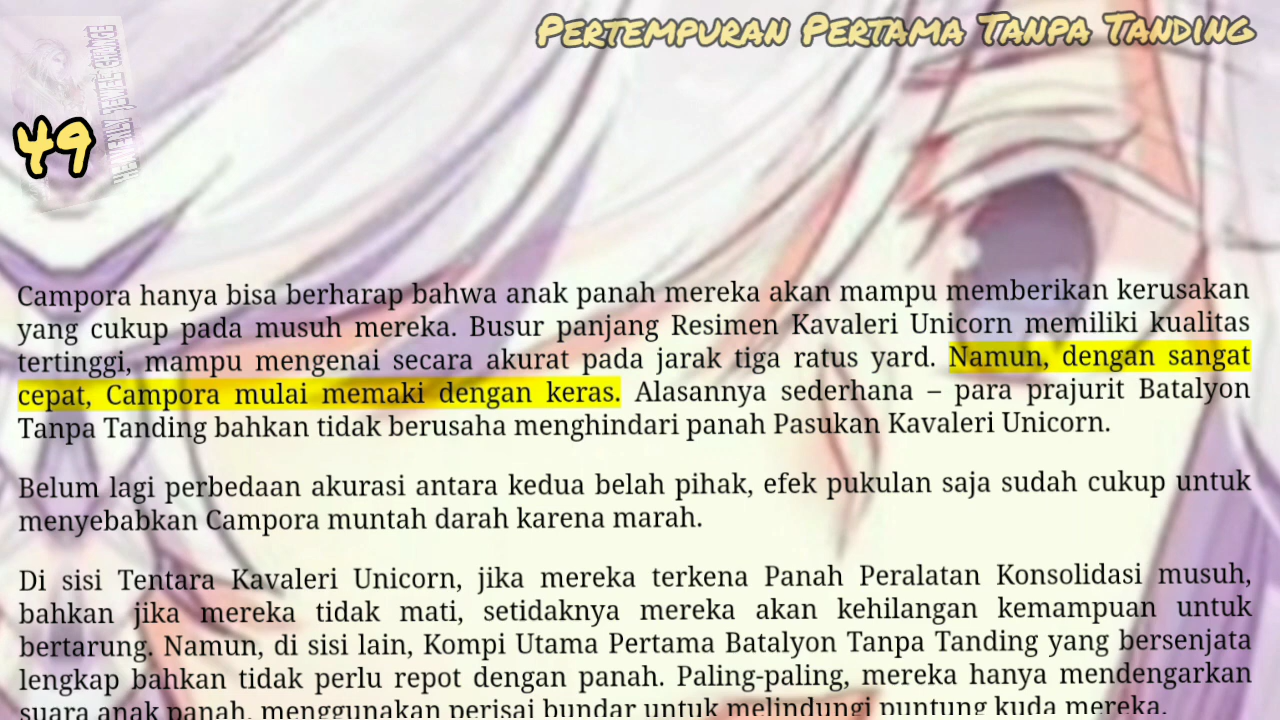 Pertempuran Pertama Tanpa Tanding
HEAVENLY JEWEL CHANGE
49
Campora hanya bisa berharap bahwa anak panah mereka akan mampu memberikan kerusakan
yang cukup pada musuh mereka. Busur panjang Resimen Kavaleri Unicorn memiliki kualitas
tertinggi, mampu mengenai secara akurat pada jarak tiga ratus yard. Namun, dengan sangat
cepat, Campora mulai memaki dengan keras. Alasannya sederhana – para prajurit Batalyon
Tanpa Tanding bahkan tidak berusaha menghindari panah Pasukan Kavaleri Unicorn.
Belum lagi perbedaan akurasi antara kedua belah pihak, efek pukulan saja sudah cukup untuk
menyebabkan Campora muntah darah karena marah.
Di sisi Tentara Kavaleri Unicorn, jika mereka terkena Panah Peralatan Konsolidasi musuh,
bahkan jika mereka tidak mati, setidaknya mereka akan kehilangan kemampuan untuk
bertarung. Namun, di sisi lain, Kompi Utama Pertama Batalyon Tanpa Tanding yang bersenjata
lengkap bahkan tidak perlu repot dengan panah. Paling-paling, mereka hanya mendengarkan
suara anak panah, menggunakan perisai bundar untuk melindungi puntung kuda mereka.